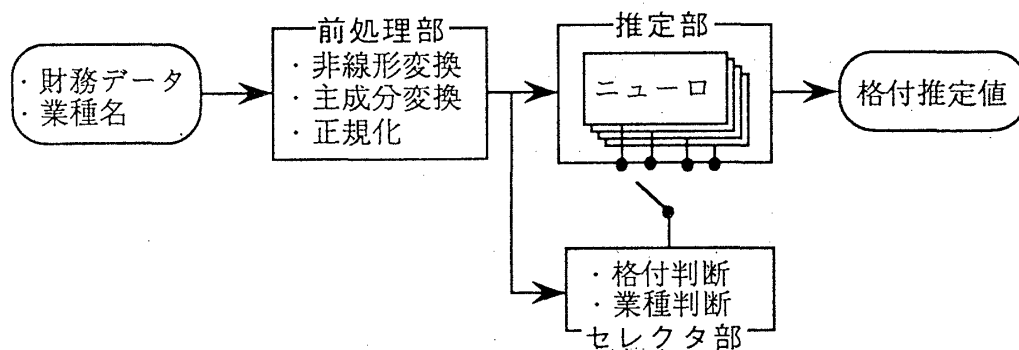 ・財務データ
・業種名
前処理部
・非線形変換
・主成分変換
・正規化
推定部
ニューロ
格付推定値
・格付判断
・業種判断
セレクタ部